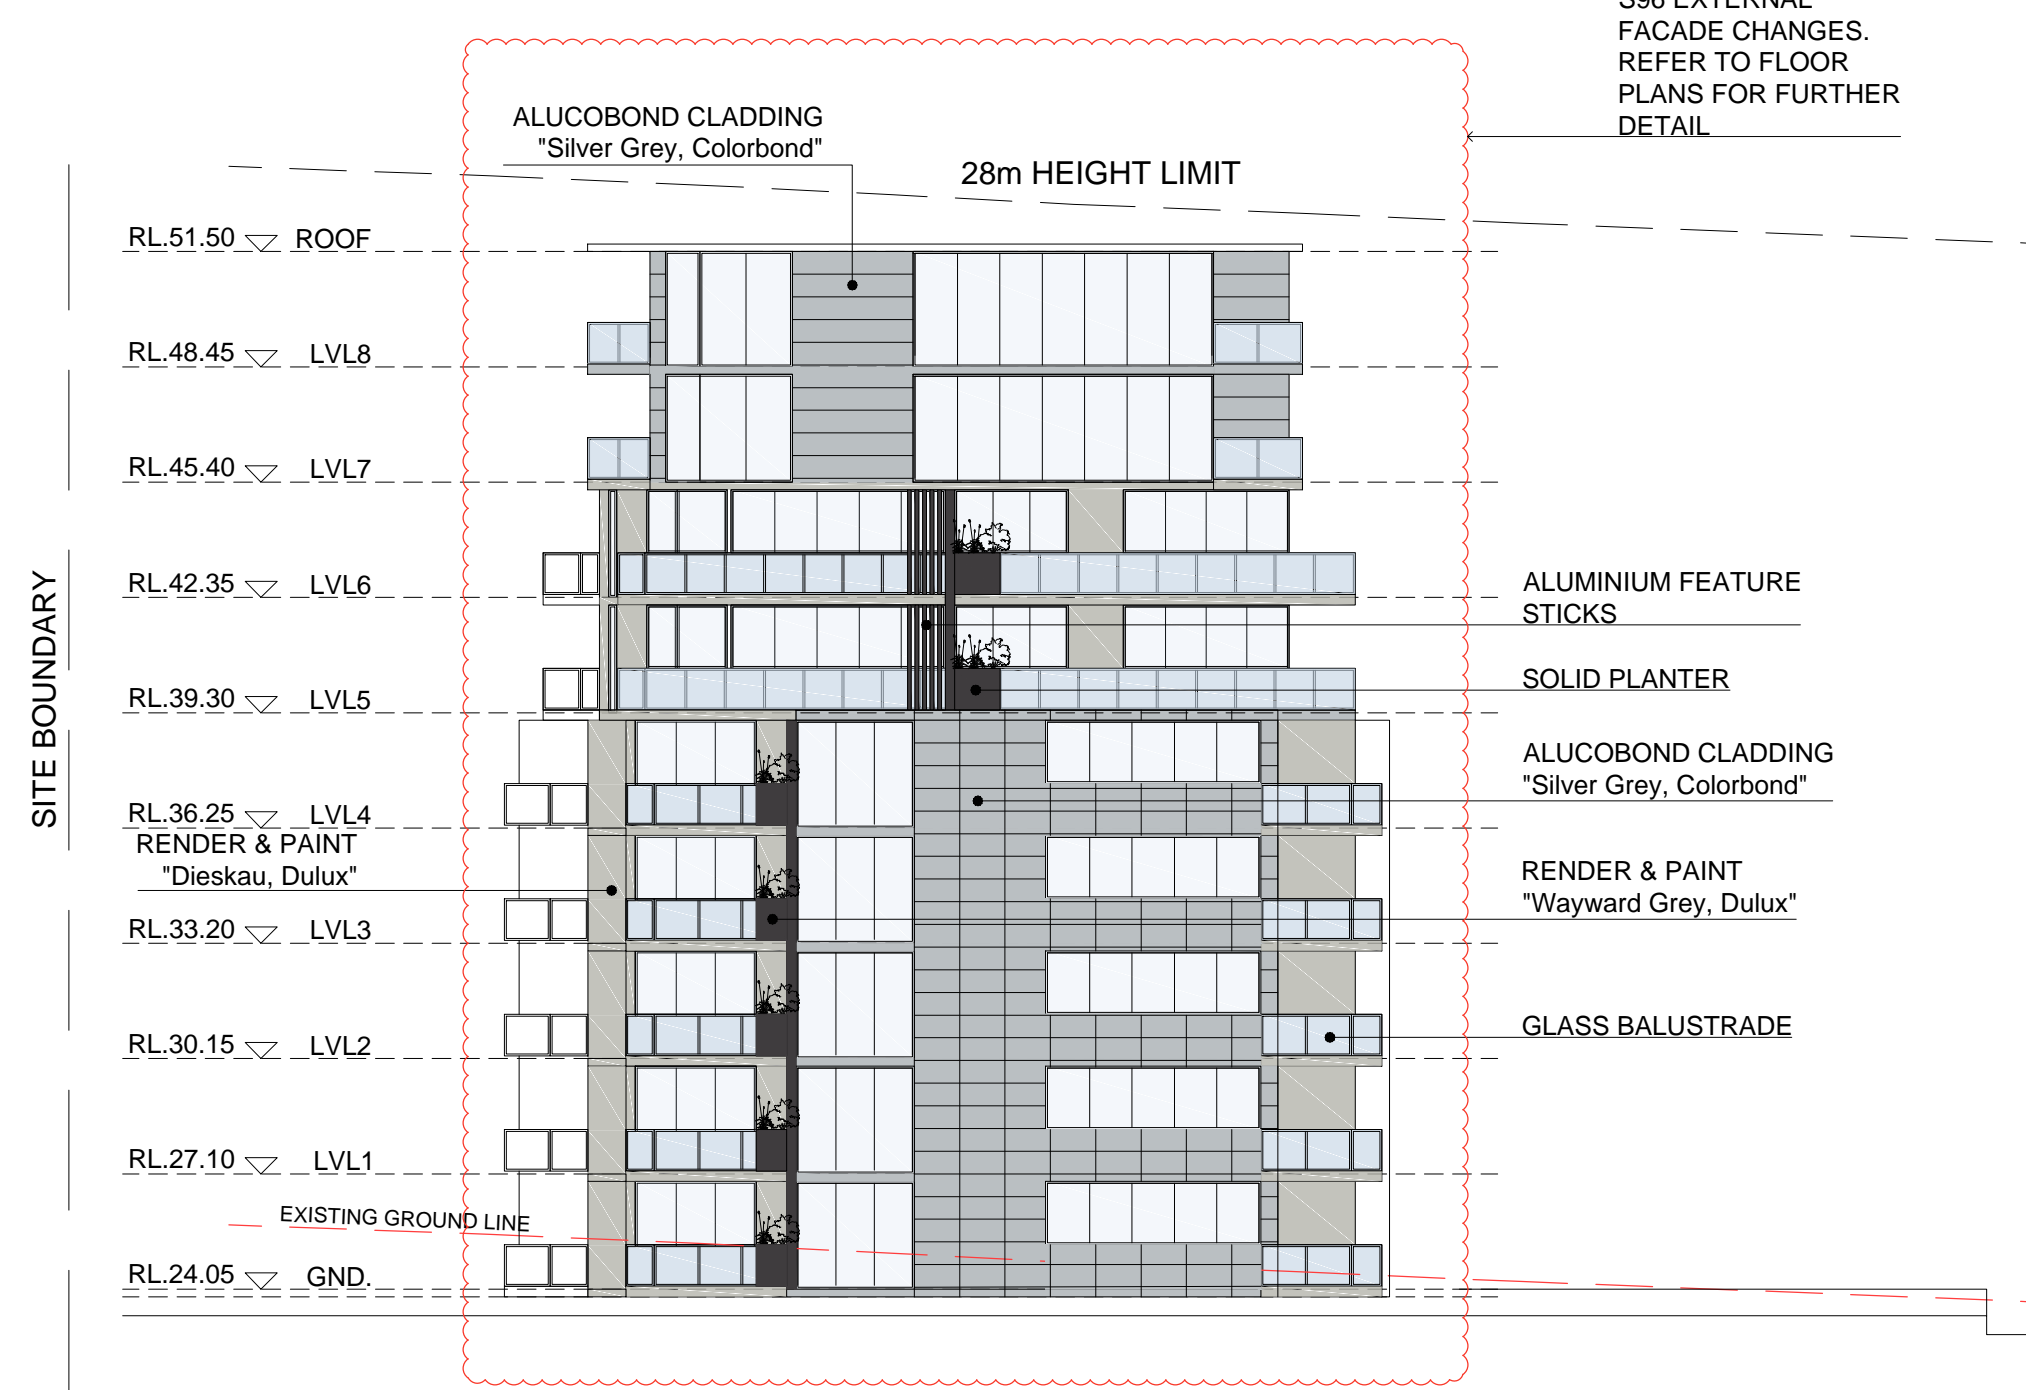 S96 EXTERNAL
FACADE CHANGES.
REFER TO FLOOR
PLANS FOR FURTHER
DETAIL
ALUCOBOND CLADDING
"Silver Grey, Colorbond"
28m HEIGHT LIMIT
RL.51.50 ROOF
RL.48.45 LVL8
RL.45.40 LVL7
RL.42.35 LVL6
RL.39.30 LVL5
RL.36.25 LVL4
RENDER & PAINT
"Dieskau, Dulux"
RL.33.20 LVL3
RL.30.15 LVL2
RL.27.10 LVL1
EXISTING GROUND LINE
RL.24.05 GND.
SITE BOUNDARY
ALUMINIUM FEATURE
STICKS
SOLID PLANTER
ALUCOBOND CLADDING
"Silver Grey, Colorbond"
RENDER & PAINT
"Wayward Grey, Dulux"
GLASS BALUSTRADE